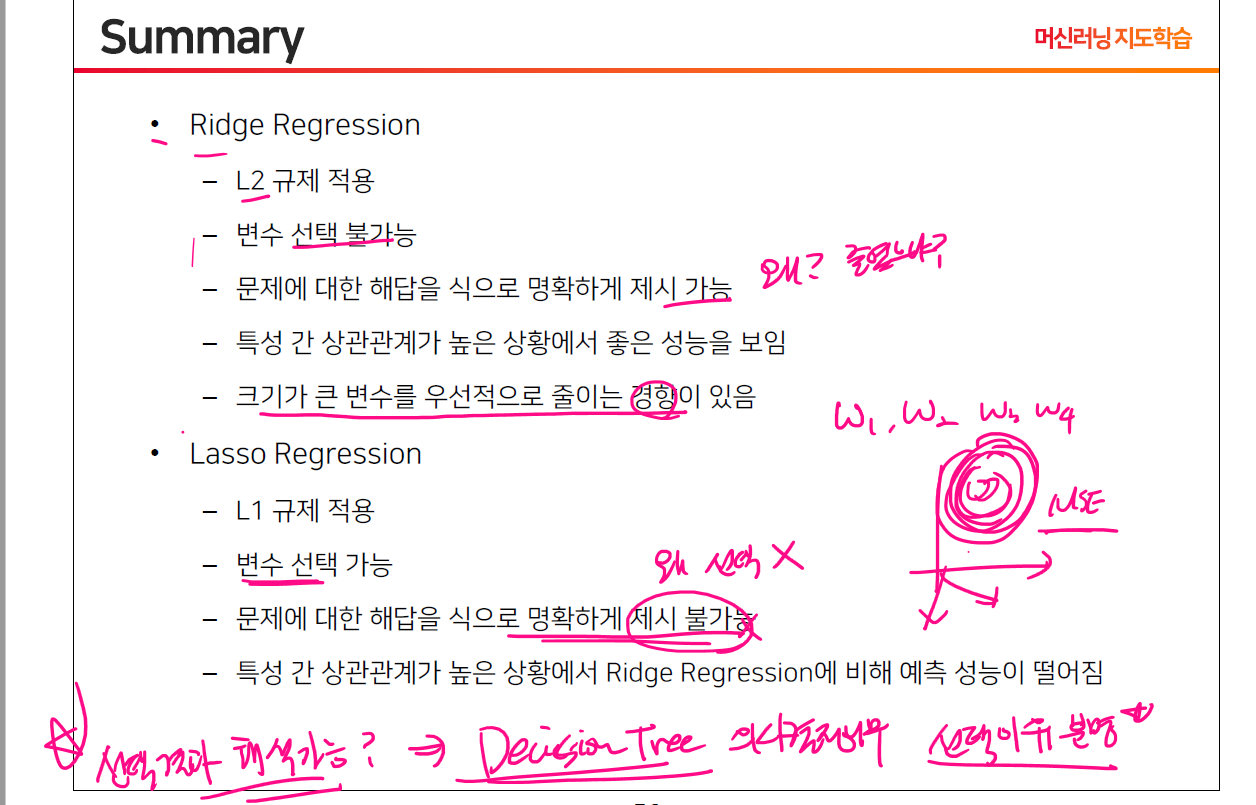 Summary
머신러닝 지도학습
• Ridge Regression
– L2 규제 적용
– 변수 선택 불가능
– 문제에 대한 해답을 식으로 명확하게 제시 가능
왜?
– 특성 간 상관관계가 높은 상황에서 좋은 성능을 보임
– 크기가 큰 변수를 우선적으로 줄이는 경향이 있음
W1, W2 W3 W4
• Lasso Regression
– L1 규제 적용
MSE
– 변수 선택 가능
왜 선택 X
– 문제에 대한 해답을 식으로 명확하게 제시 불가능
– 특성 간 상관관계가 높은 상황에서 Ridge Regression에 비해 예측 성능이 떨어짐
선택결과 해석가능? ⇒ Decision Tree 의사결정나무 선택이유 분명